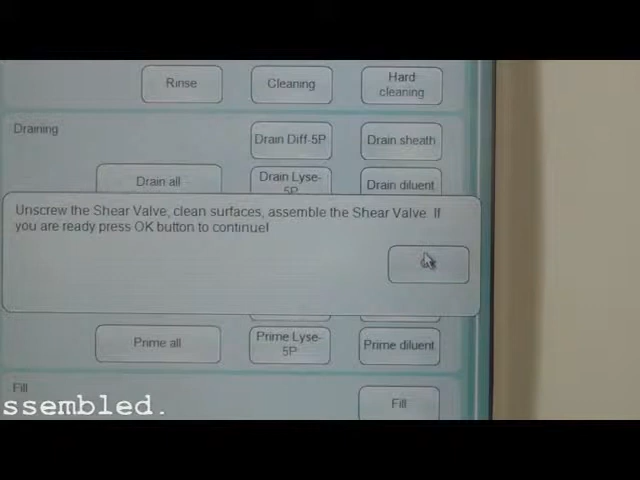 Rinse
Cleaning
Hard
cleaning
Draining
Drain Diff-5P
Drain sheath
Drain all
Drain Lyse-
5P
Drain diluent
Unscrew the Shear Valve, clean surfaces, assemble the Shear Valve. If
you are ready press OK button to continue!
Prime all
Prime Lyse-
5P
Prime diluent
Fill
Fill
ssembled.